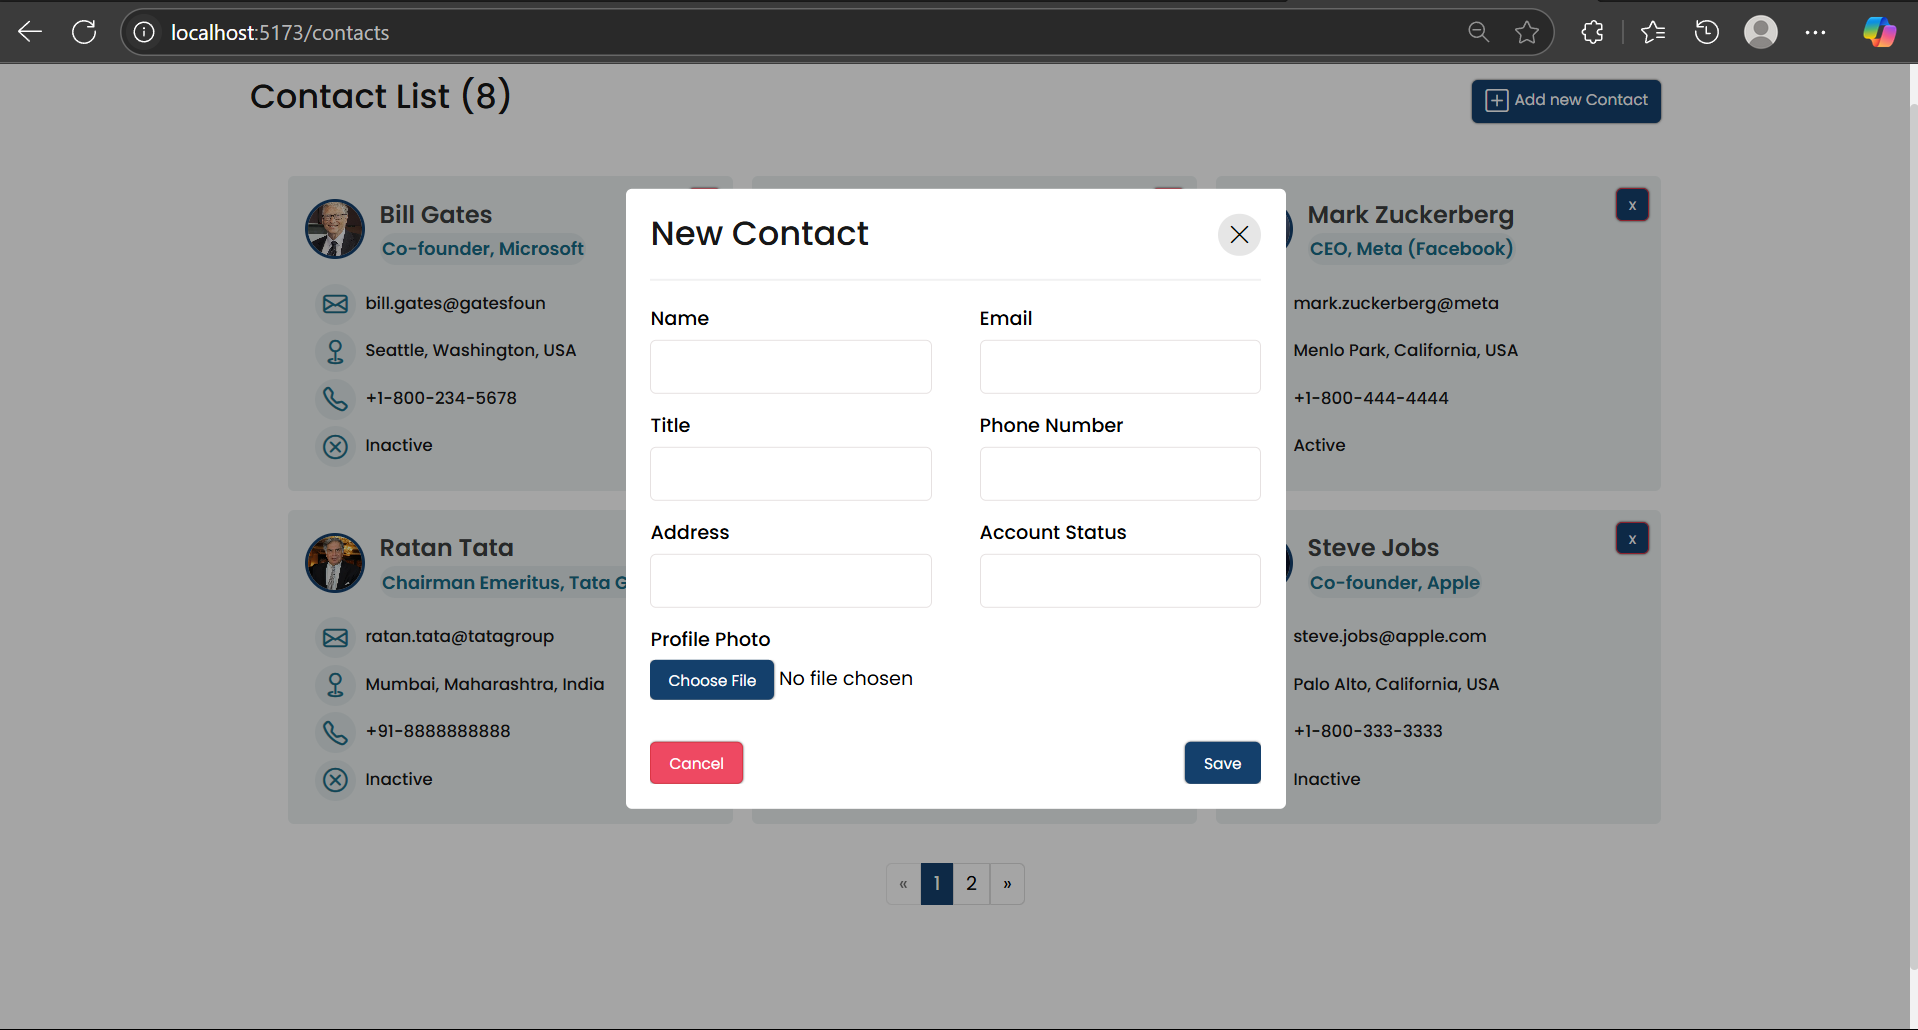 localhost:5173/contacts
Contact List (8)
Add new Contact
Bill Gates
Co-founder, Microsoft
bill.gates@gatesfoun
Seattle, Washington, USA
+1-800-234-5678
Inactive
Mark Zuckerberg
x
CEO, Meta (Facebook)
mark.zuckerberg@meta
Menlo Park, California, USA
+1-800-444-4444
Active
Ratan Tata
Chairman Emeritus, Tata G
ratan.tata@tatagroup
Mumbai, Maharashtra, India
+91-8888888888
Inactive
Steve Jobs
x
Co-founder, Apple
steve.jobs@apple.com
Palo Alto, California, USA
+1-800-333-3333
Inactive
New Contact
Name
Email
Title
Phone Number
Address
Account Status
Profile Photo
Choose File No file chosen
Cancel
Save
« 1 2 »